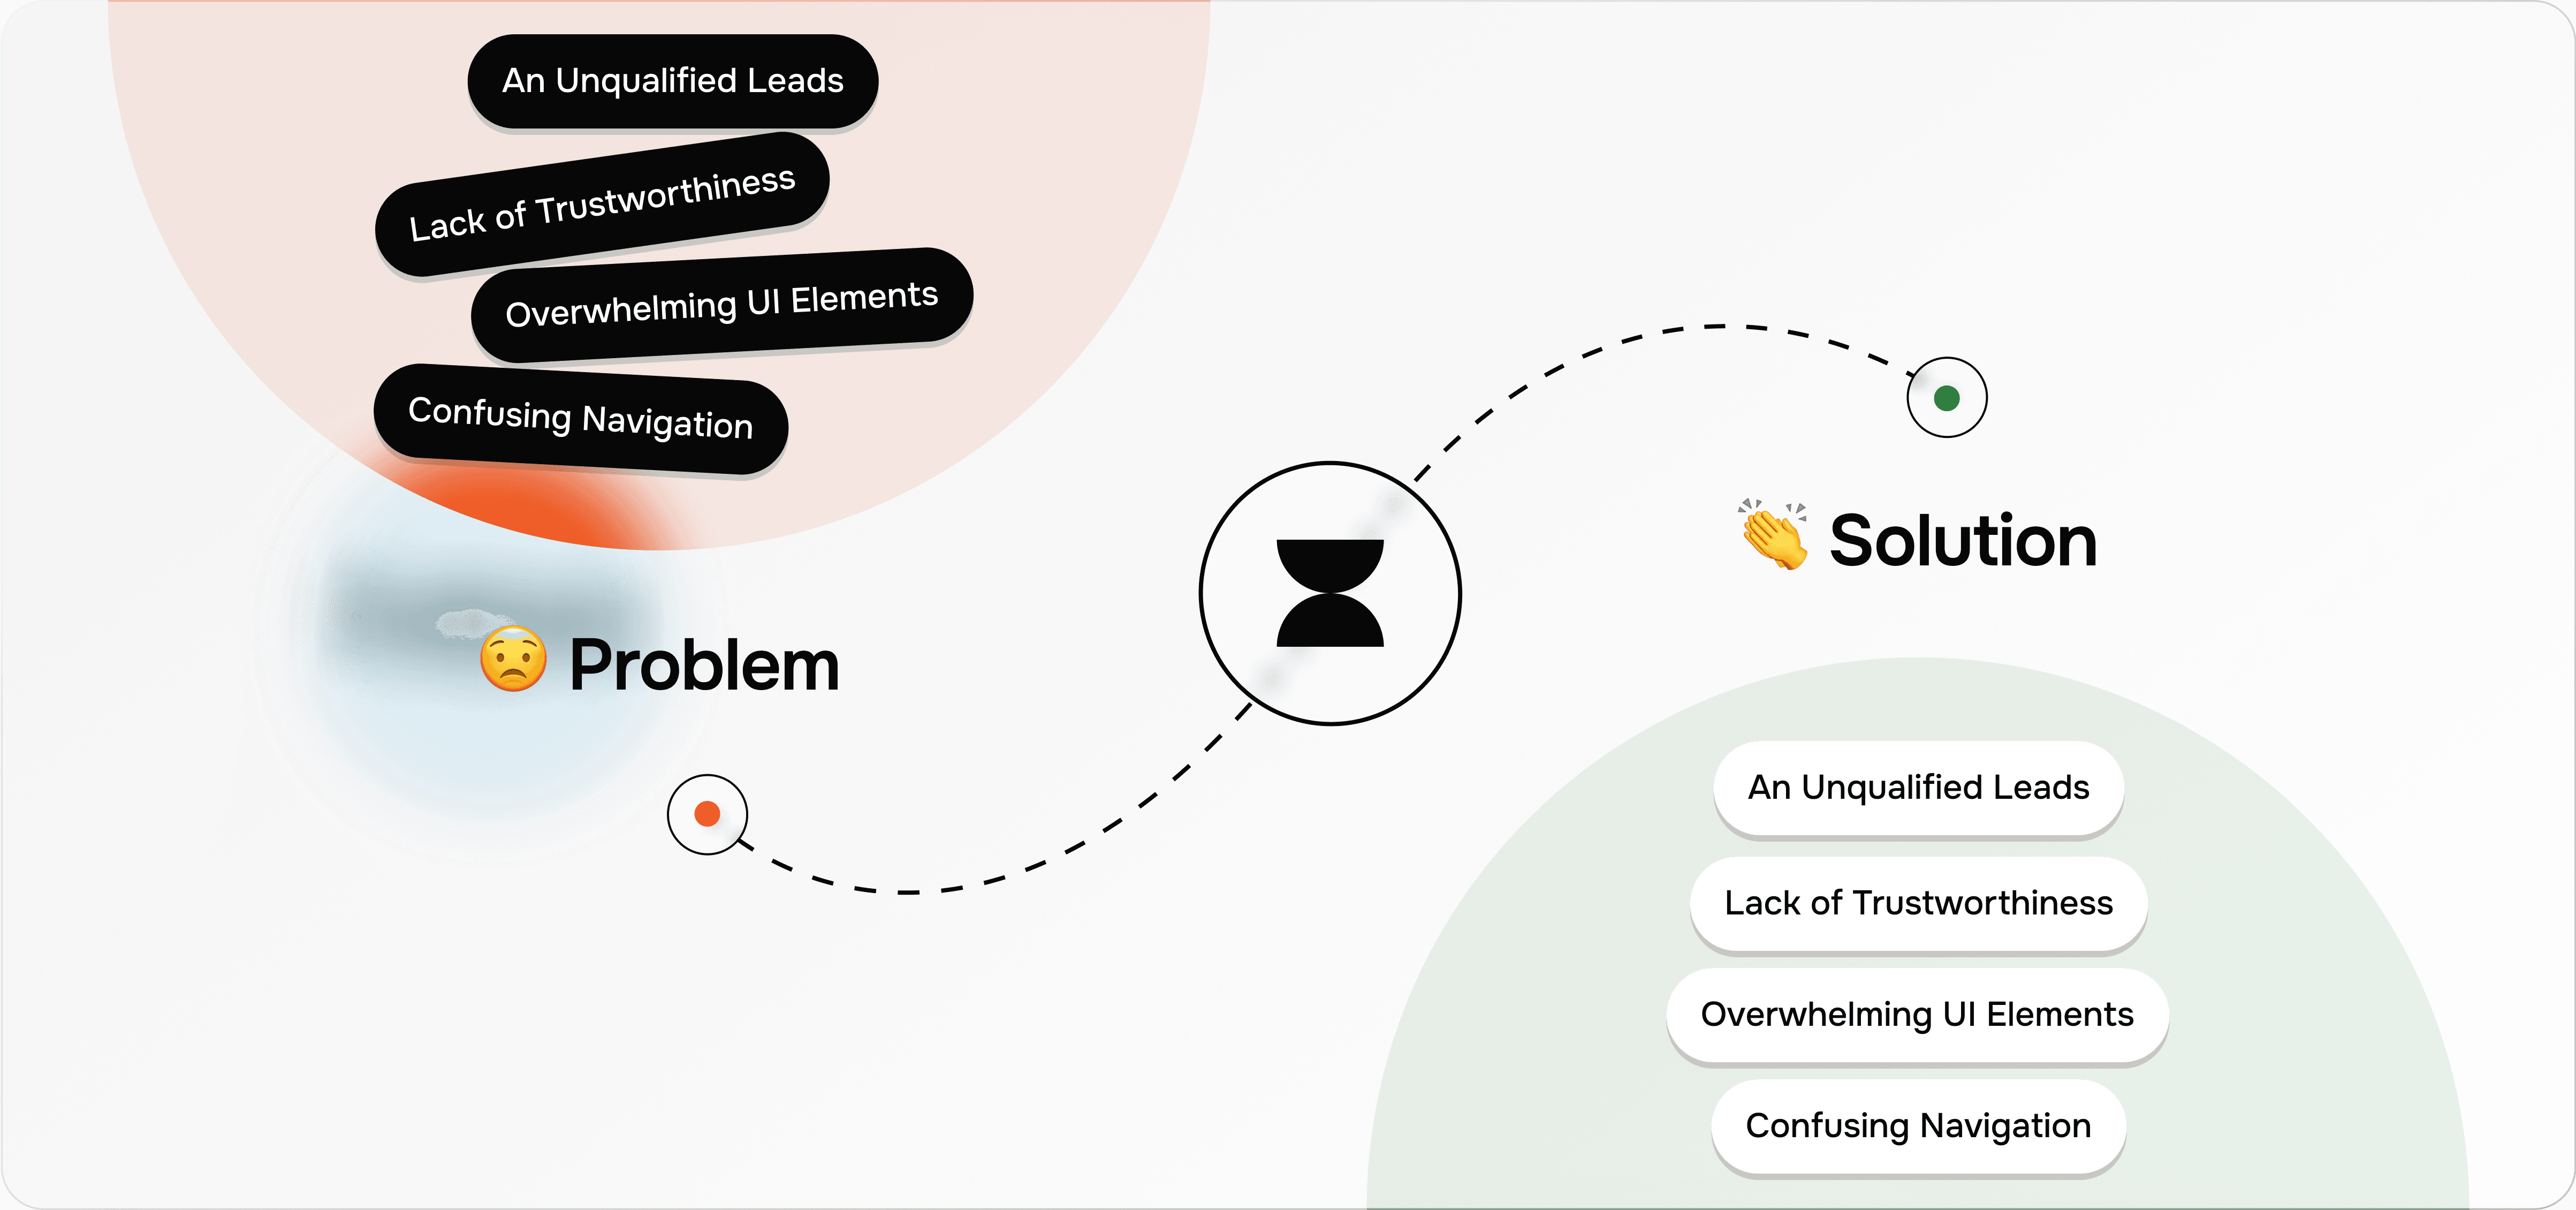 An Unqualified Leads
Lack of Trustworthiness
Overwhelming UI Elements
Confusing Navigation
Problem
Solution
An Unqualified Leads
Lack of Trustworthiness
Overwhelming UI Elements
Confusing Navigation